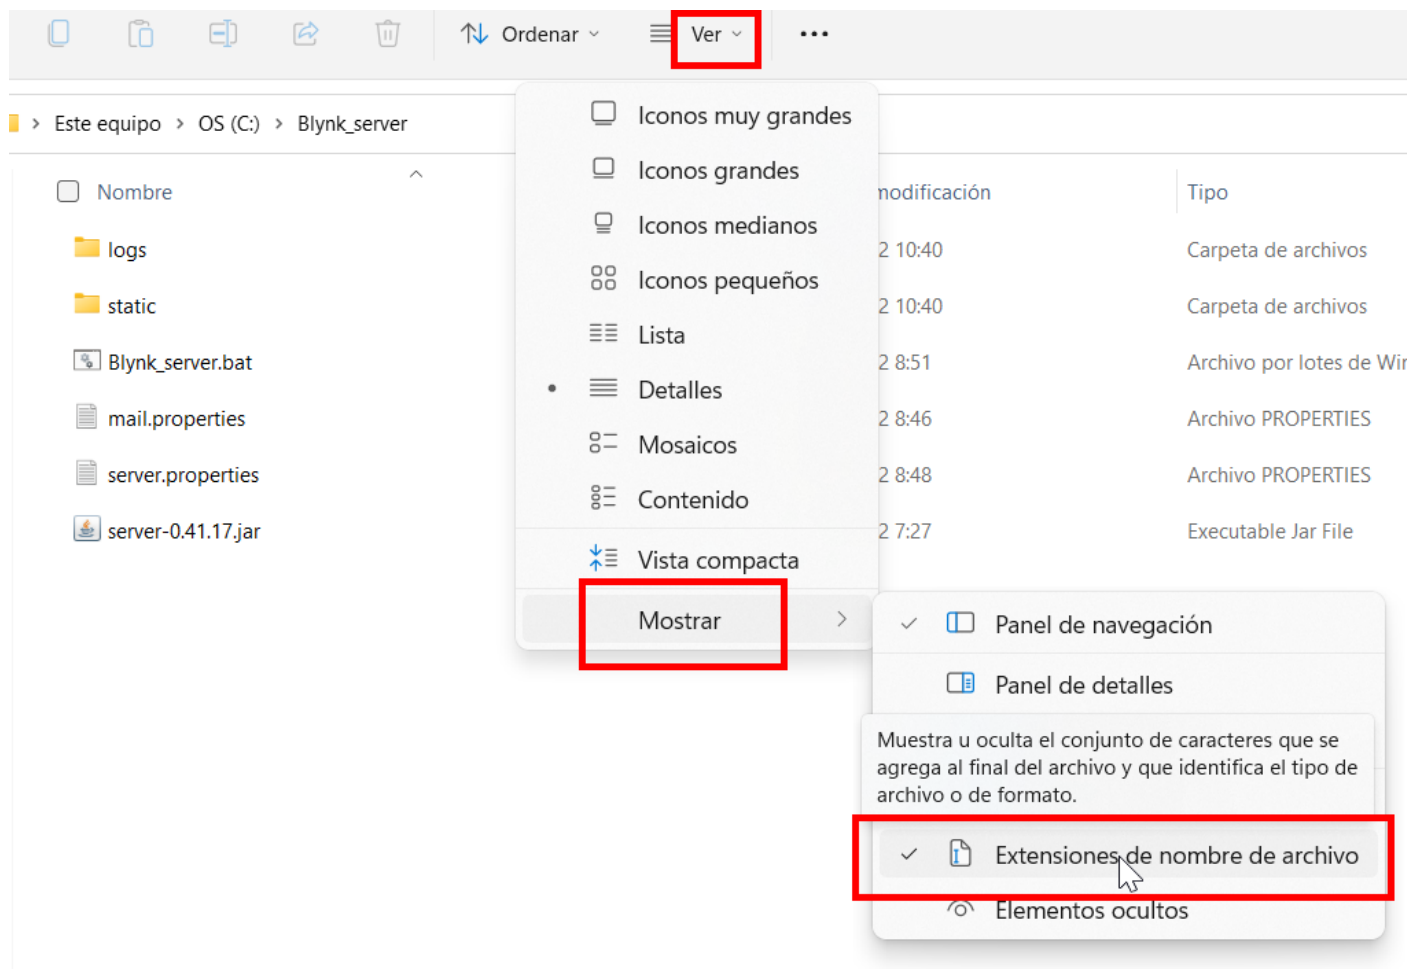 Ordenar
Ver
Este equipo > OS (C:) > Blynk_server
Nombre
modificación
Tipo
logs
2 10:40
Carpeta de archivos
static
2 10:40
Carpeta de archivos
Blynk_server.bat
2 8:51
Archivo por lotes de Wi
mail.properties
2 8:46
Archivo PROPERTIES
server.properties
2 8:48
Archivo PROPERTIES
server-0.41.17.jar
2 7:27
Executable Jar File
Iconos muy grandes
Iconos grandes
Iconos medianos
Iconos pequeños
Lista
Detalles
Mosaicos
Contenido
Vista compacta
Mostrar
Panel de navegación
Panel de detalles
Muestra u oculta el conjunto de caracteres que se
agrega al final del archivo y que identifica el tipo de
archivo o de formato.
Extensiones de nombre de archivo
Elementos ocultos